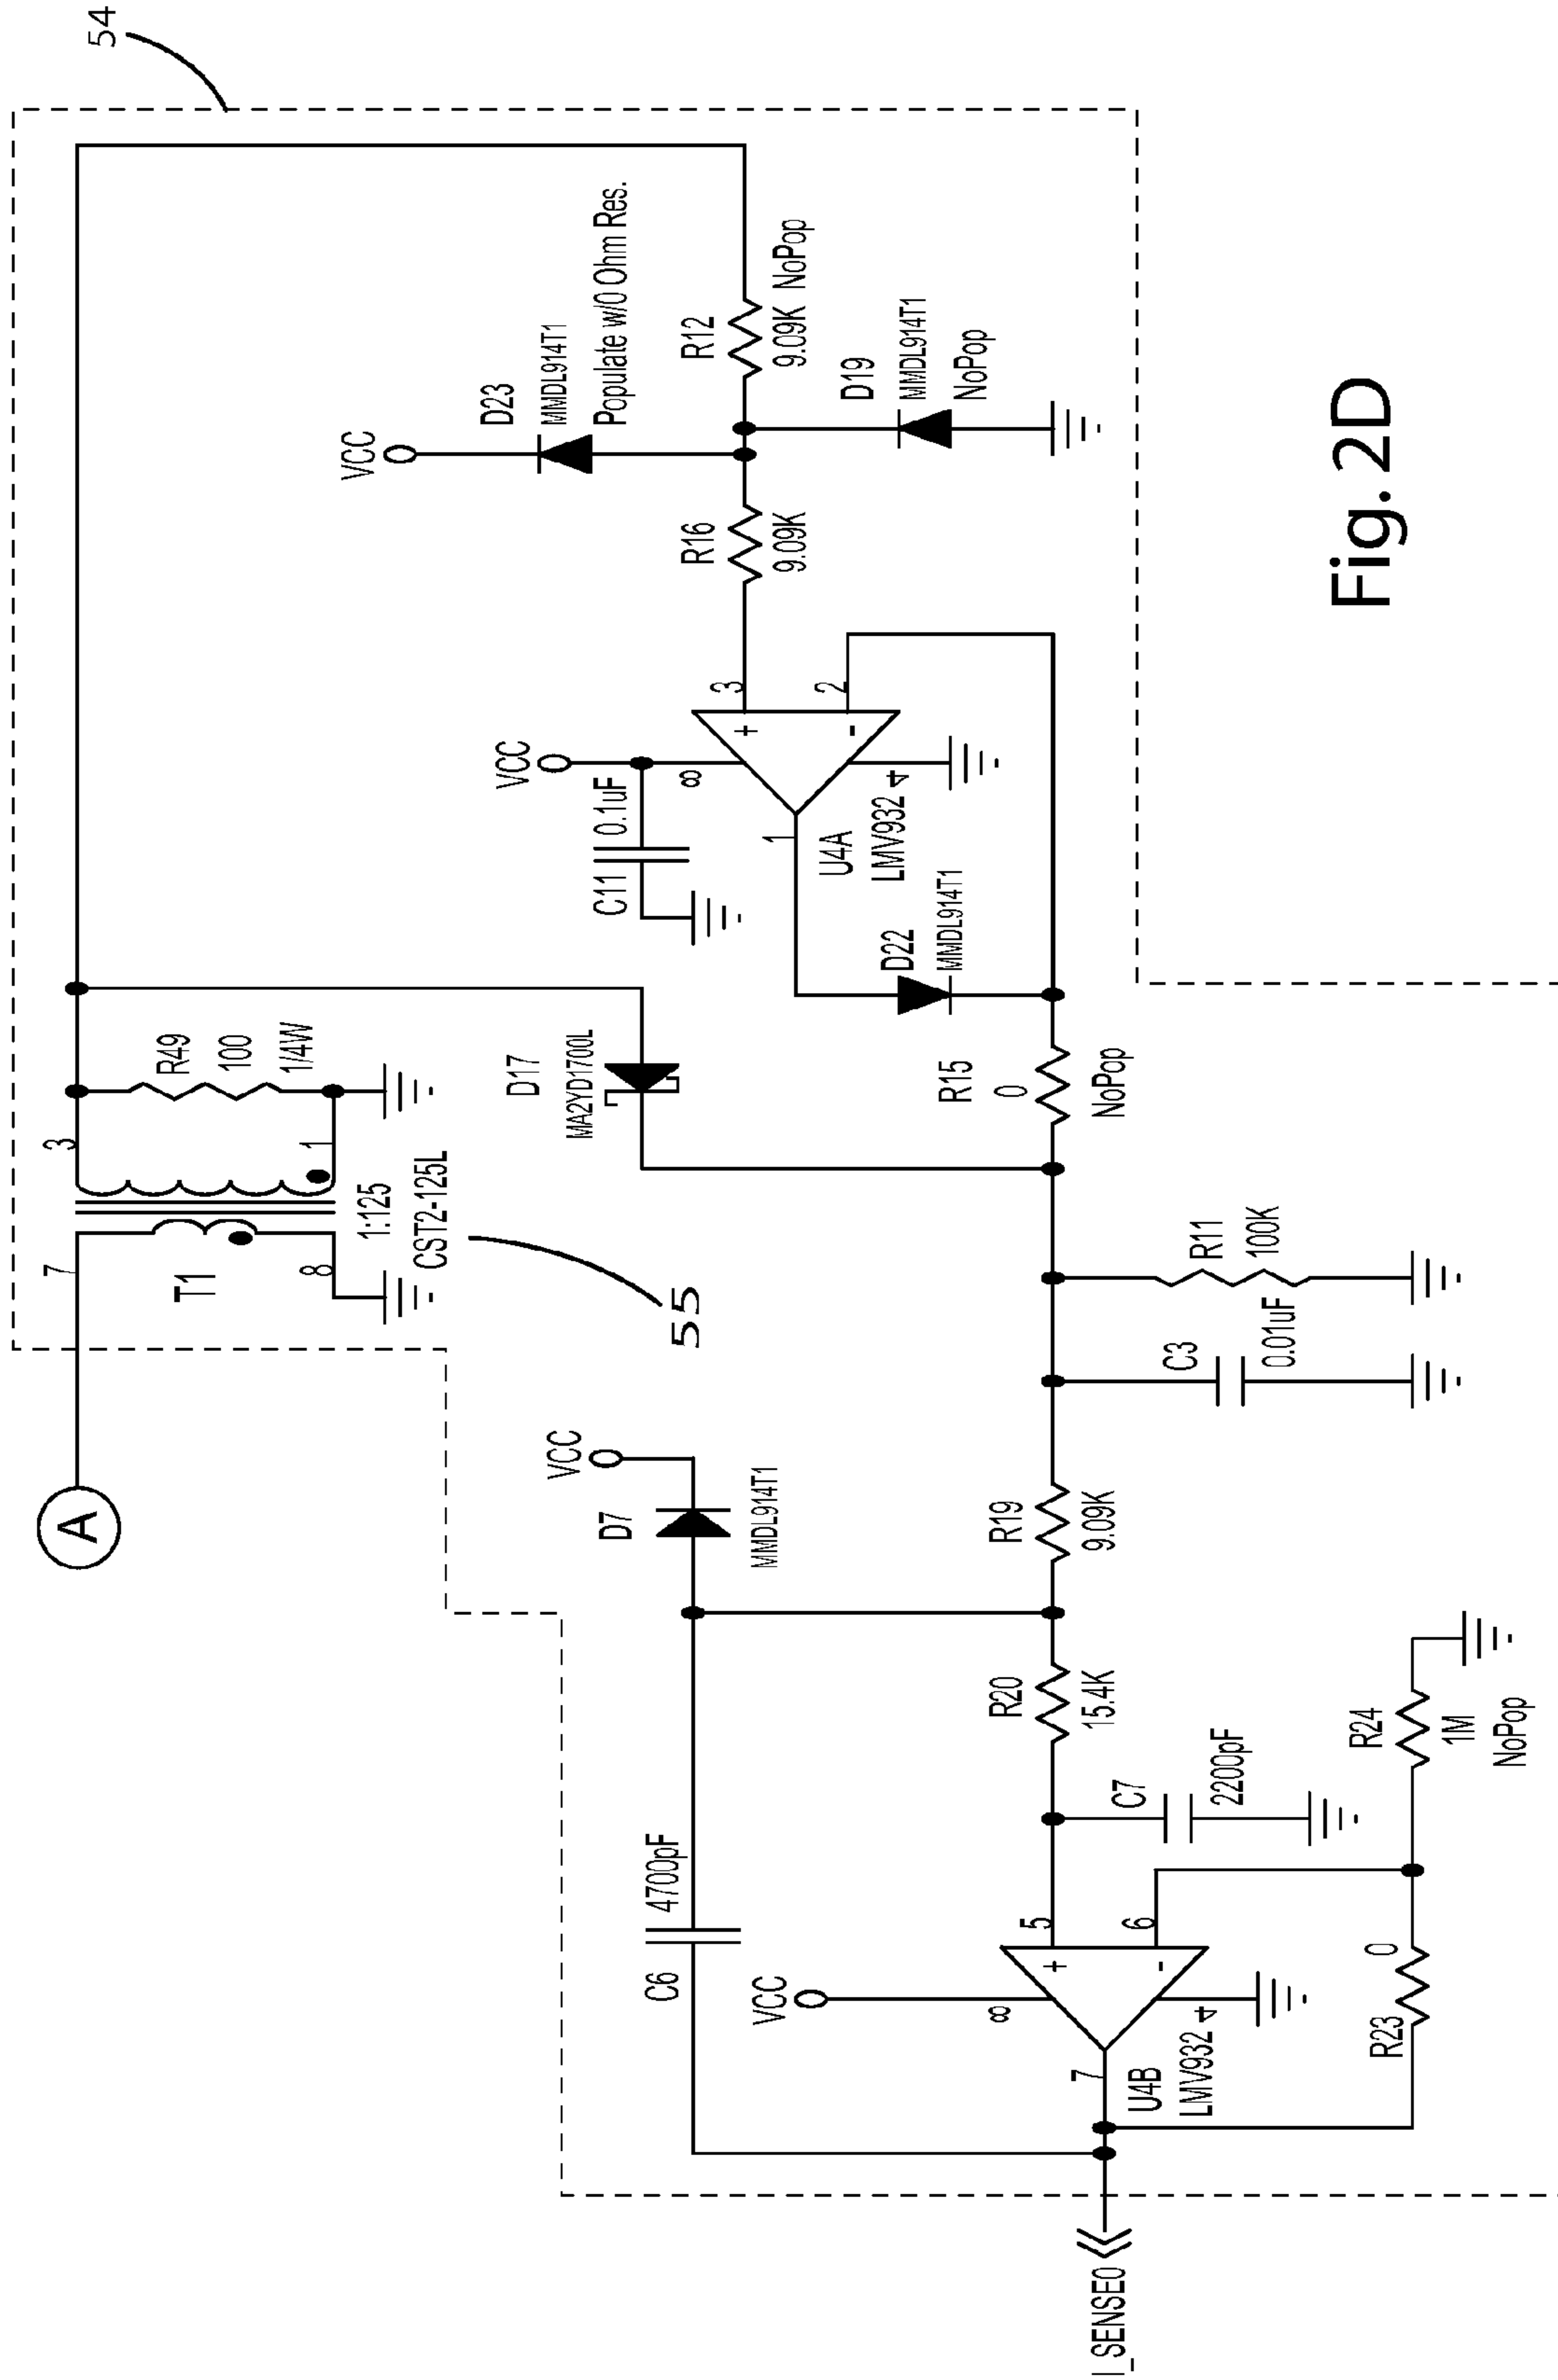 54
A
7
3
T1
8
1
1:125
CST2-125L
55
R49
100
1/4W
D17
MA2YD1700L
VCC
C11
0.1uF
8
3
+
2
-
4
1
U4A
LMV932
D22
MMDL914T1
R16
9.09K
VCC
D23
MMDL914T1
Populate w/0 Ohm Res.
R12
9.09K NoPop
D19
MMDL914T1
NoPop
R15
0
NoPop
R11
100K
C3
0.01uF
VCC
D7
MMDL914T1
R19
9.09K
R20
15.4K
C6
4700pF
C7
2200pF
VCC
8
5
+
6
-
4
7
U4B
LMV932
R23
0
R24
1M
NoPop
I_SENSE0
Fig. 2D